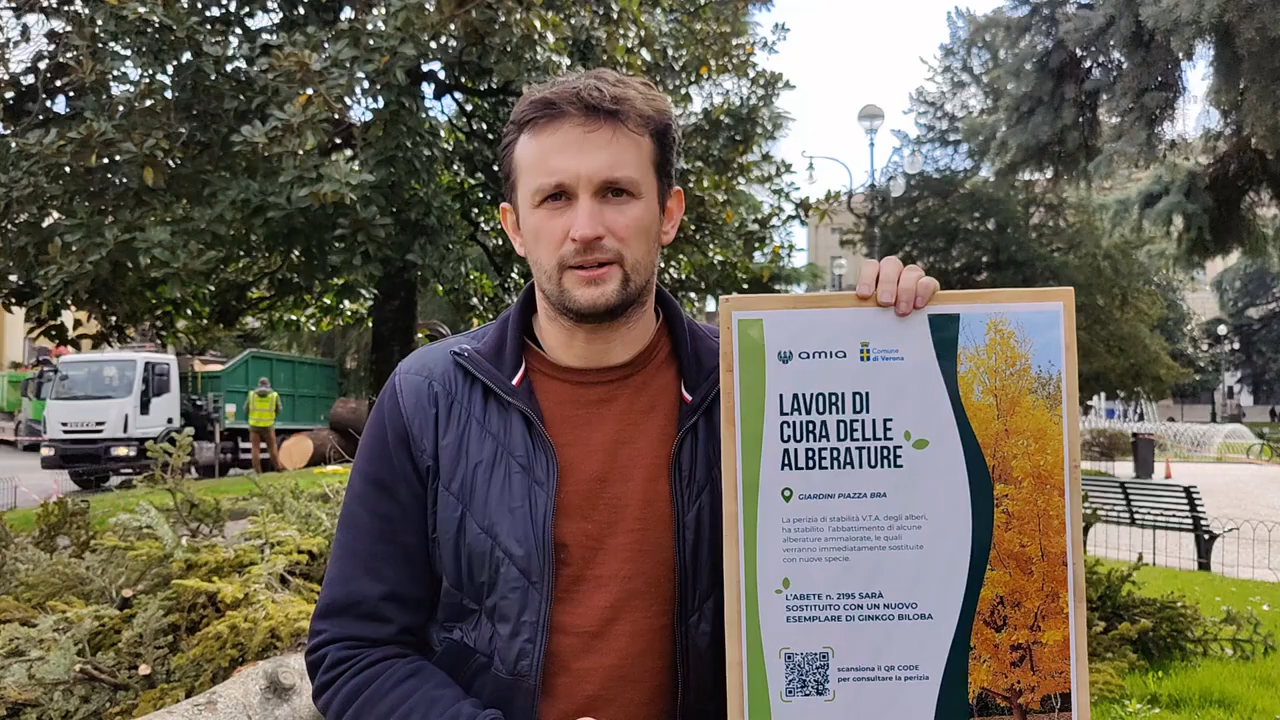 IVECO
amia
Comune
di Verona
LAVORI DI
CURA DELLE
ALBERATURE
GIARDINI PIAZZA BRA
La perizia di stabilità V.T.A. degli alberi,
ha stabilito l'abbattimento di alcune
alberature ammalorate, le quali
verranno immediatamente sostituite
con nuove specie.
L'ABETE n. 2195 SARÀ
SOSTITUITO CON UN NUOVO
ESEMPLARE DI GINKGO BILOBA
scansiona il QR CODE
per consultare la perizia